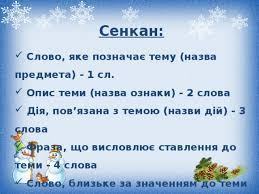 Сенкан:
✓ Слово, яке позначає тему (назва
предмета) - 1 сл.
✓ Опис теми (назва ознаки) - 2 слова
✓ Дія, пов'язана з темою (назви дій) - 3
слова
✓ Фраза, що висловлює ставлення до
теми - 4 слова
✓ Слово, близьке за значенням до теми